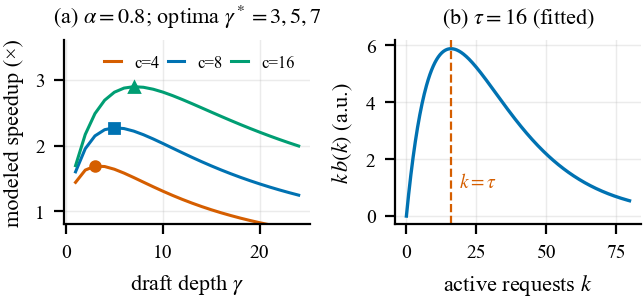 (a) α = 0.8; optima γ* = 3, 5, 7
modeled speedup (×)
3
2
1
c=4
c=8
c=16
0
10
20
draft depth γ
(b) τ = 16 (fitted)
k b(k) (a.u.)
6
4
2
0
k = τ
0
25
50
75
active requests k